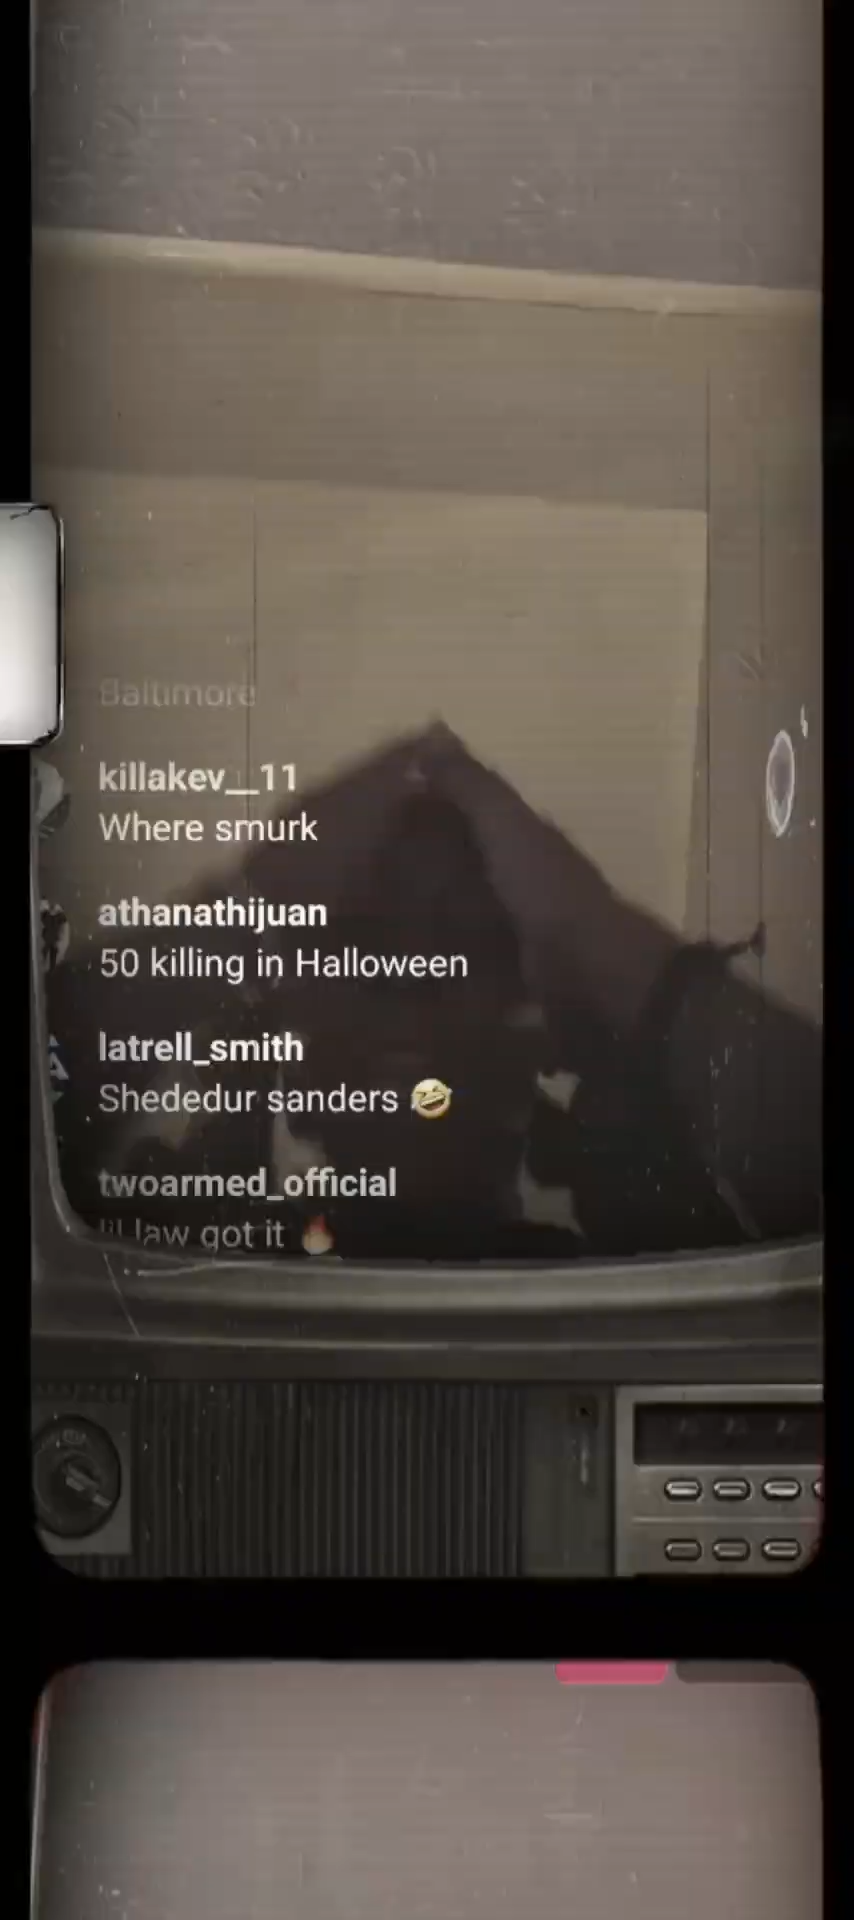 Baltimore
killakev__11
Where smurk
athanathijuan
50 killing in Halloween
latrell_smith
Shededur sanders 🤣
twoarmed_official
lil law got it 🔥